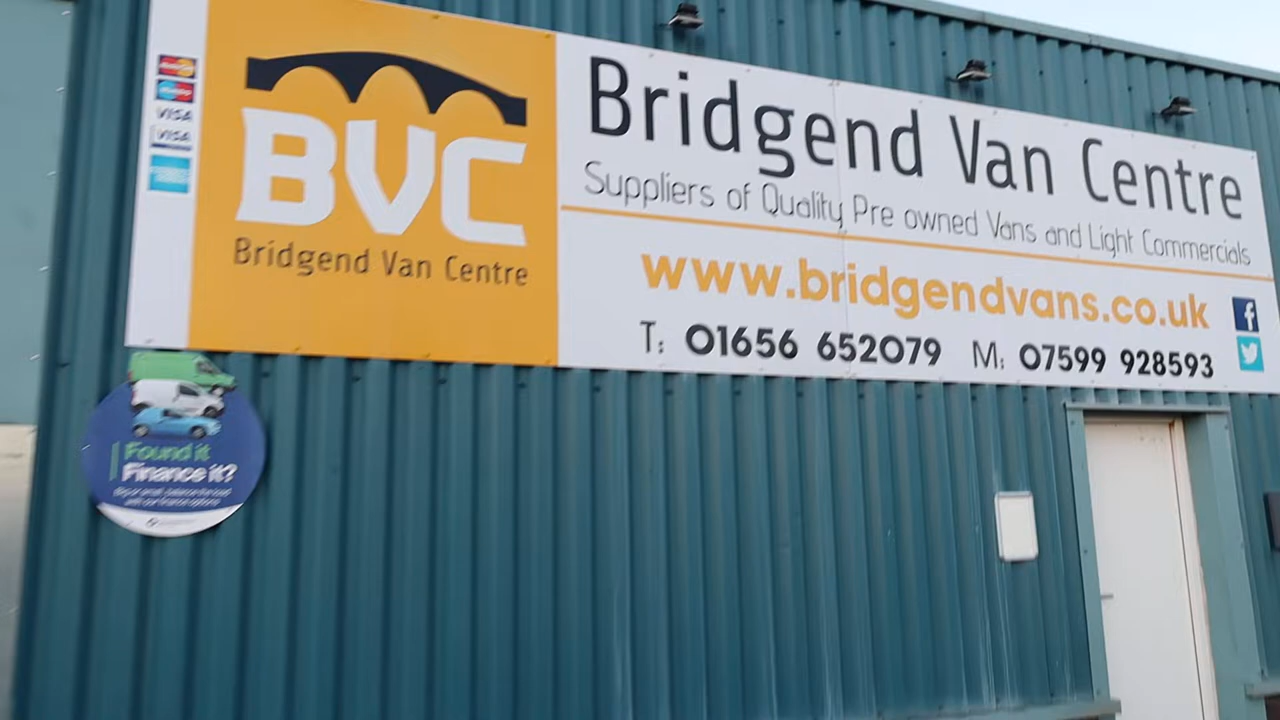 MasterCard
VISA
VISA
BVC
Bridgend Van Centre
Bridgend Van Centre
Suppliers of Quality Pre owned Vans and Light Commercials
www.bridgendvans.co.uk
T: 01656 652079 M: 07599 928593
Found it
Finance it?